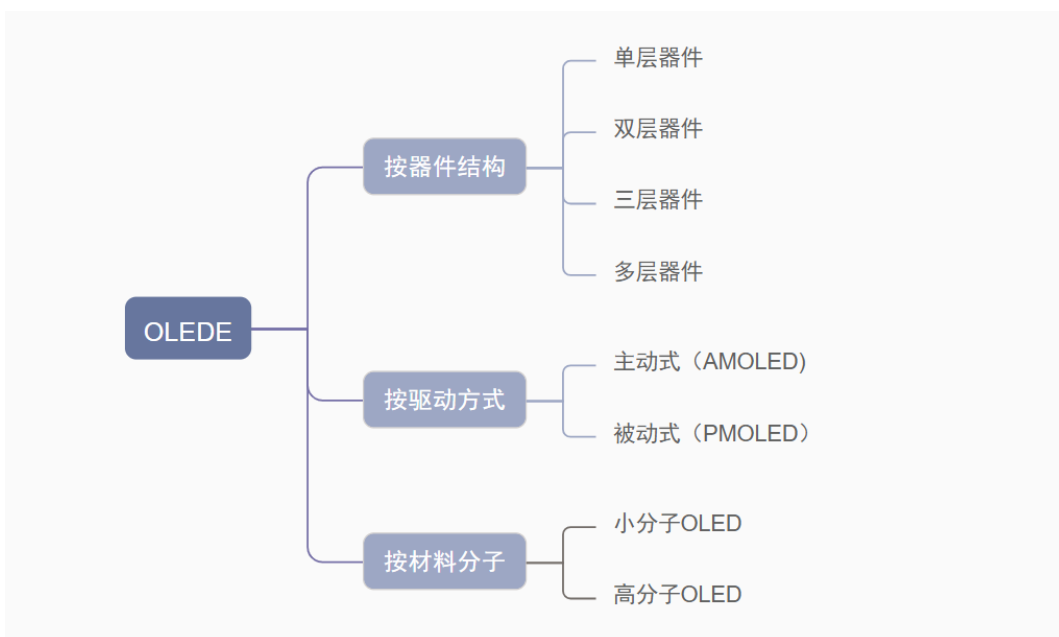 OLEDE
按器件结构
单层器件
双层器件
三层器件
多层器件
按驱动方式
主动式（AMOLED)
被动式（PMOLED）
按材料分子
小分子OLED
高分子OLED